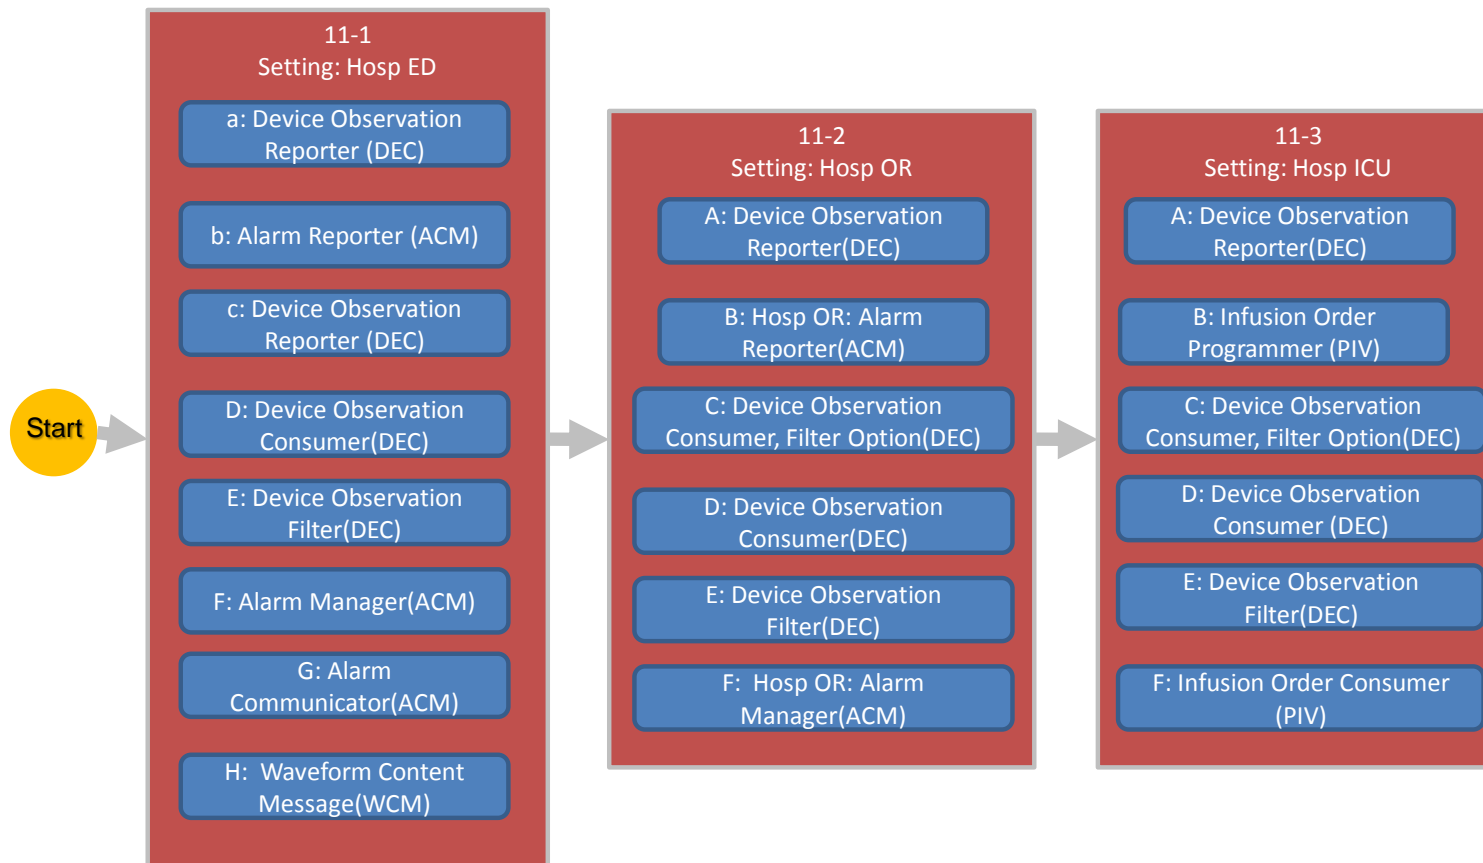 Start
11-1
Setting: Hosp ED
a: Device Observation
Reporter (DEC)
b: Alarm Reporter (ACM)
c: Device Observation
Reporter (DEC)
D: Device Observation
Consumer(DEC)
E: Device Observation
Filter(DEC)
F: Alarm Manager(ACM)
G: Alarm
Communicator(ACM)
H:  Waveform Content
Message(WCM)
11-2
Setting: Hosp OR
A: Device Observation
Reporter(DEC)
B: Hosp OR: Alarm
Reporter(ACM)
C: Device Observation
Consumer, Filter Option(DEC)
D: Device Observation
Consumer(DEC)
E: Device Observation
Filter(DEC)
F:  Hosp OR: Alarm
Manager(ACM)
11-3
Setting: Hosp ICU
A: Device Observation
Reporter(DEC)
B: Infusion Order
Programmer (PIV)
C: Device Observation
Consumer, Filter Option(DEC)
D: Device Observation
Consumer (DEC)
E: Device Observation
Filter(DEC)
F: Infusion Order Consumer
(PIV)